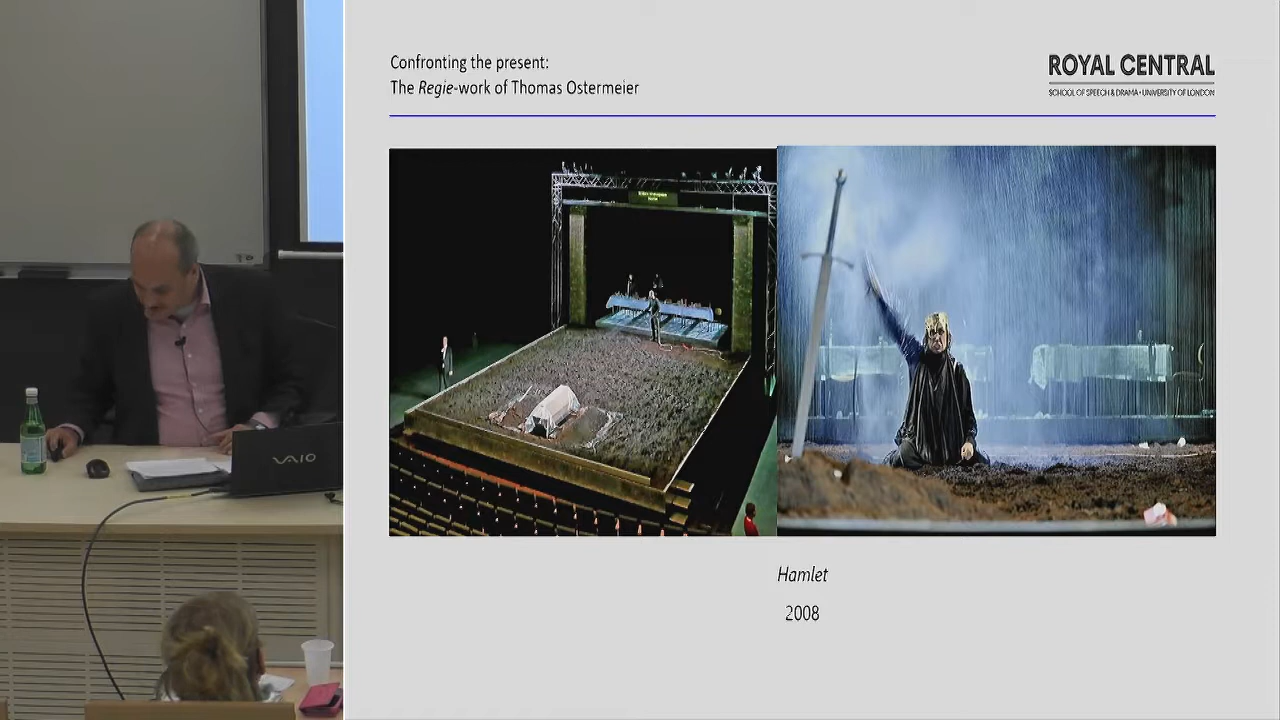 Confronting the present:
The Regie-work of Thomas Ostermeier
ROYAL CENTRAL
SCHOOL OF SPEECH & DRAMA • UNIVERSITY OF LONDON
VAIO
Hamlet
2008